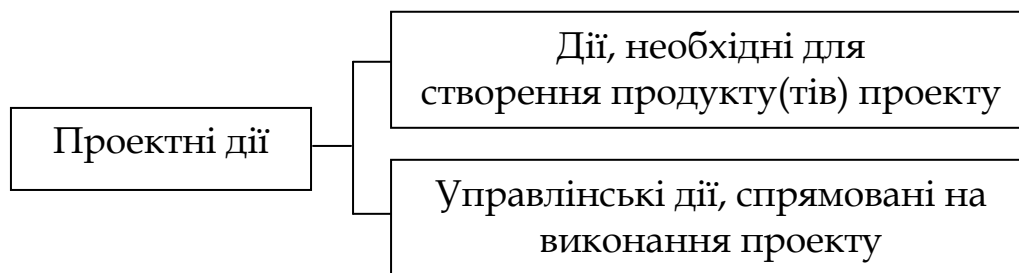 Дії, необхідні для
створення продукту(тів) проекту
Проектні дії
Управлінські дії, спрямовані на
виконання проекту